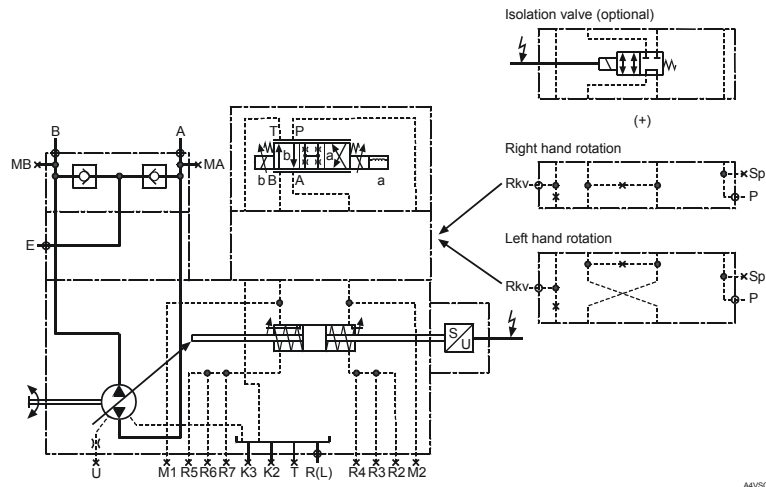 Isolation valve (optional)
(+)
B A
MB MA
T P
b a
b B A a
E
Right hand rotation
Rkv Sp
P
Left hand rotation
Rkv Sp
P
S
U
U M1 R5 R6 R7 K3 K2 T R(L) R4 R3 R2 M2